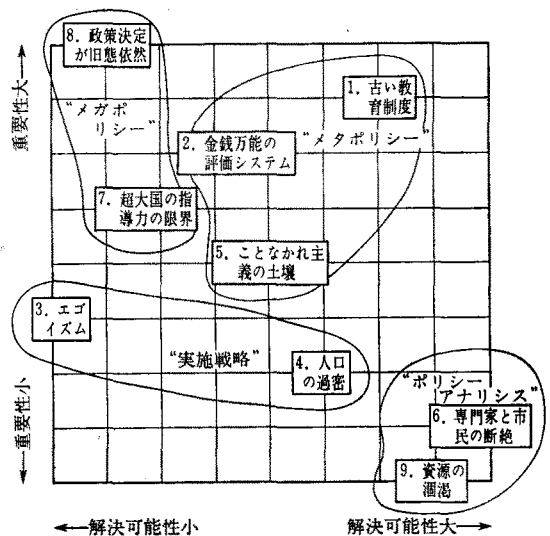 8. 政策決定
が旧態依然
1. 古い教
育制度
“メガポ
リシー”
2. 金銭万能の
評価システム
“メタポリシー”
7. 超大国の指
導力の限界
5. ことなかれ主
義の土壌
3. エゴ
イズム
“実施戦略”
4. 人口
の過密
“ポリシー
アナリシス”
6. 専門家と市
民の断絶
9. 資源の
涸渇
重要性大→
←重要性小
←解決可能性小
解決可能性大→